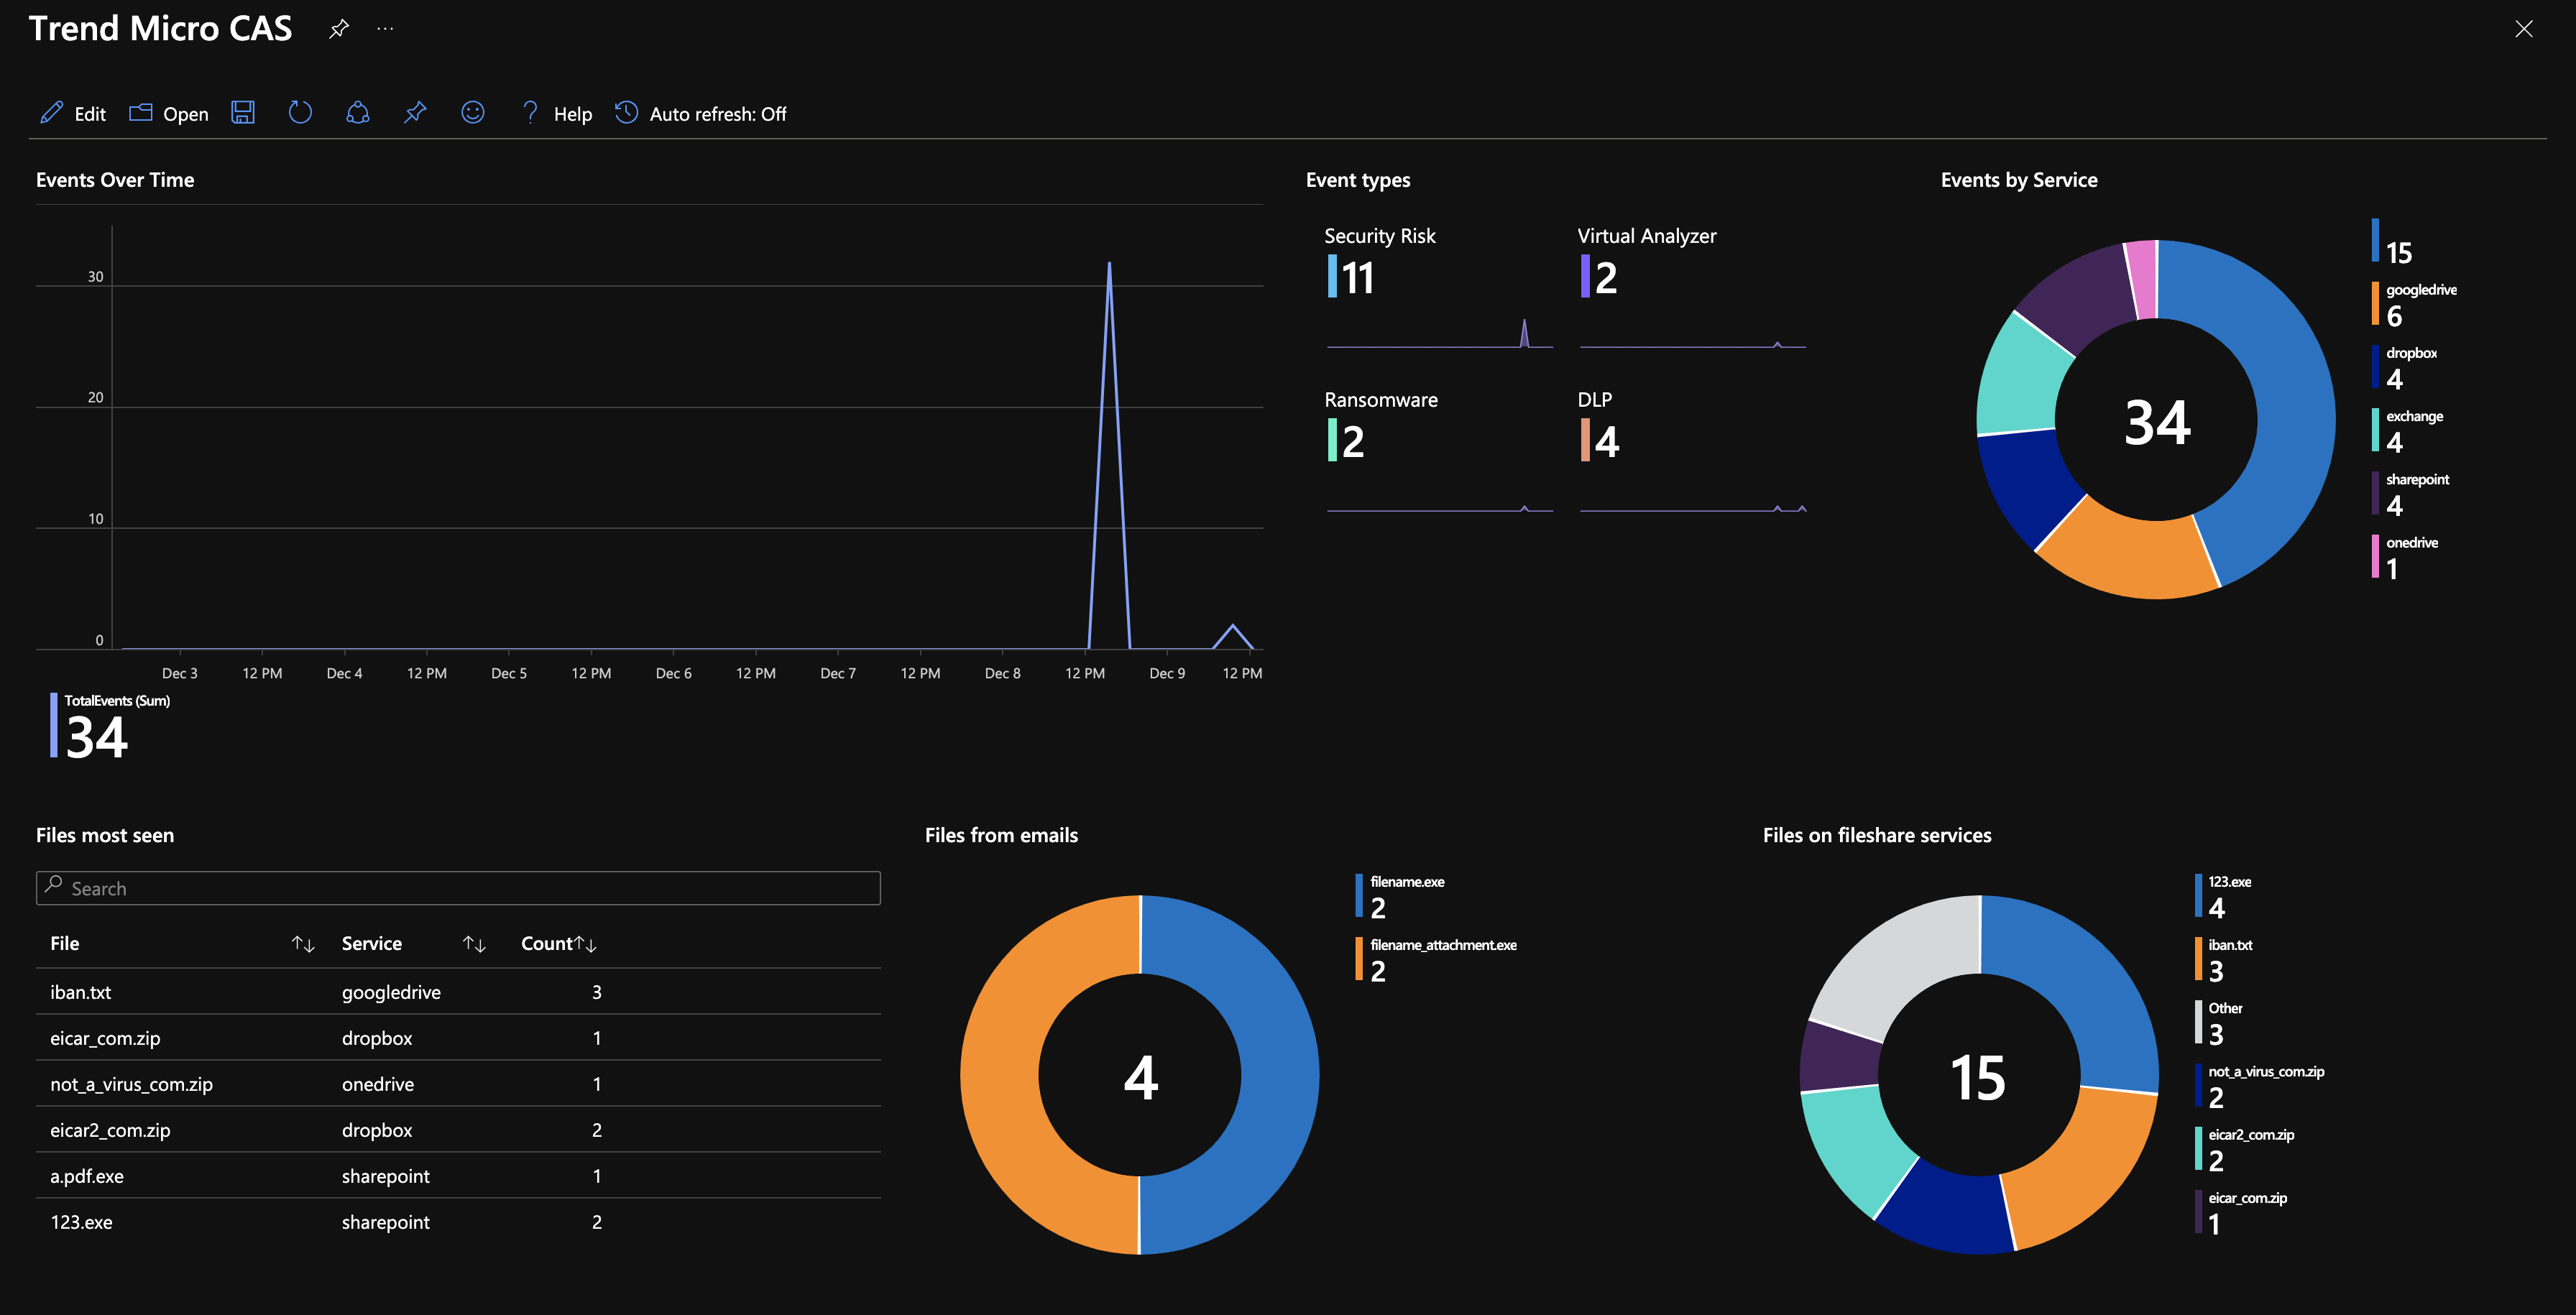 Trend Micro CAS
Edit Open Help Auto refresh: Off
Events Over Time
30
20
10
0
Dec 3 12 PM Dec 4 12 PM Dec 5 12 PM Dec 6 12 PM Dec 7 12 PM Dec 8 12 PM Dec 9 12 PM
TotalEvents (Sum)
34
Event types
Security Risk
11
Virtual Analyzer
2
Ransomware
2
DLP
4
Events by Service
34
15
googledrive
6
dropbox
4
exchange
4
sharepoint
4
onedrive
1
Files most seen
Search
File Service Count
iban.txt googledrive 3
eicar_com.zip dropbox 1
not_a_virus_com.zip onedrive 1
eicar2_com.zip dropbox 2
a.pdf.exe sharepoint 1
123.exe sharepoint 2
Files from emails
4
filename.exe
2
filename_attachment.exe
2
Files on fileshare services
15
123.exe
4
iban.txt
3
Other
3
not_a_virus_com.zip
2
eicar2_com.zip
2
eicar_com.zip
1